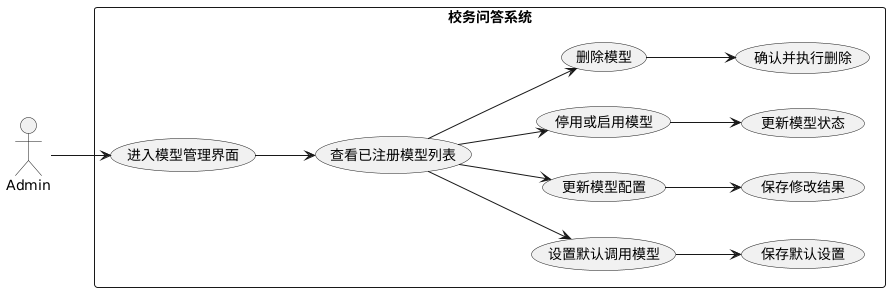 校务问答系统
删除模型
确认并执行删除
停用或启用模型
更新模型状态
进入模型管理界面
查看已注册模型列表
Admin
更新模型配置
保存修改结果
设置默认调用模型
保存默认设置